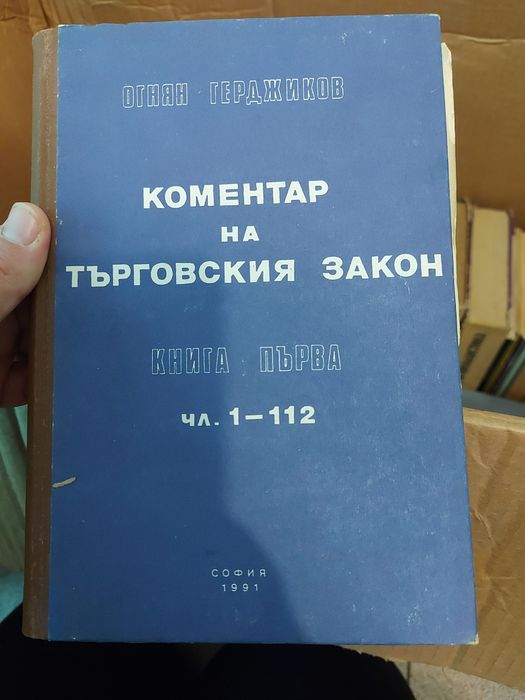 ОГНЯН ГЕРДЖИКОВ
КОМЕНТАР
НА
ТЪРГОВСКИЯ ЗАКОН
КНИГА ПЪРВА
чл. 1—112
СОФИЯ
1991